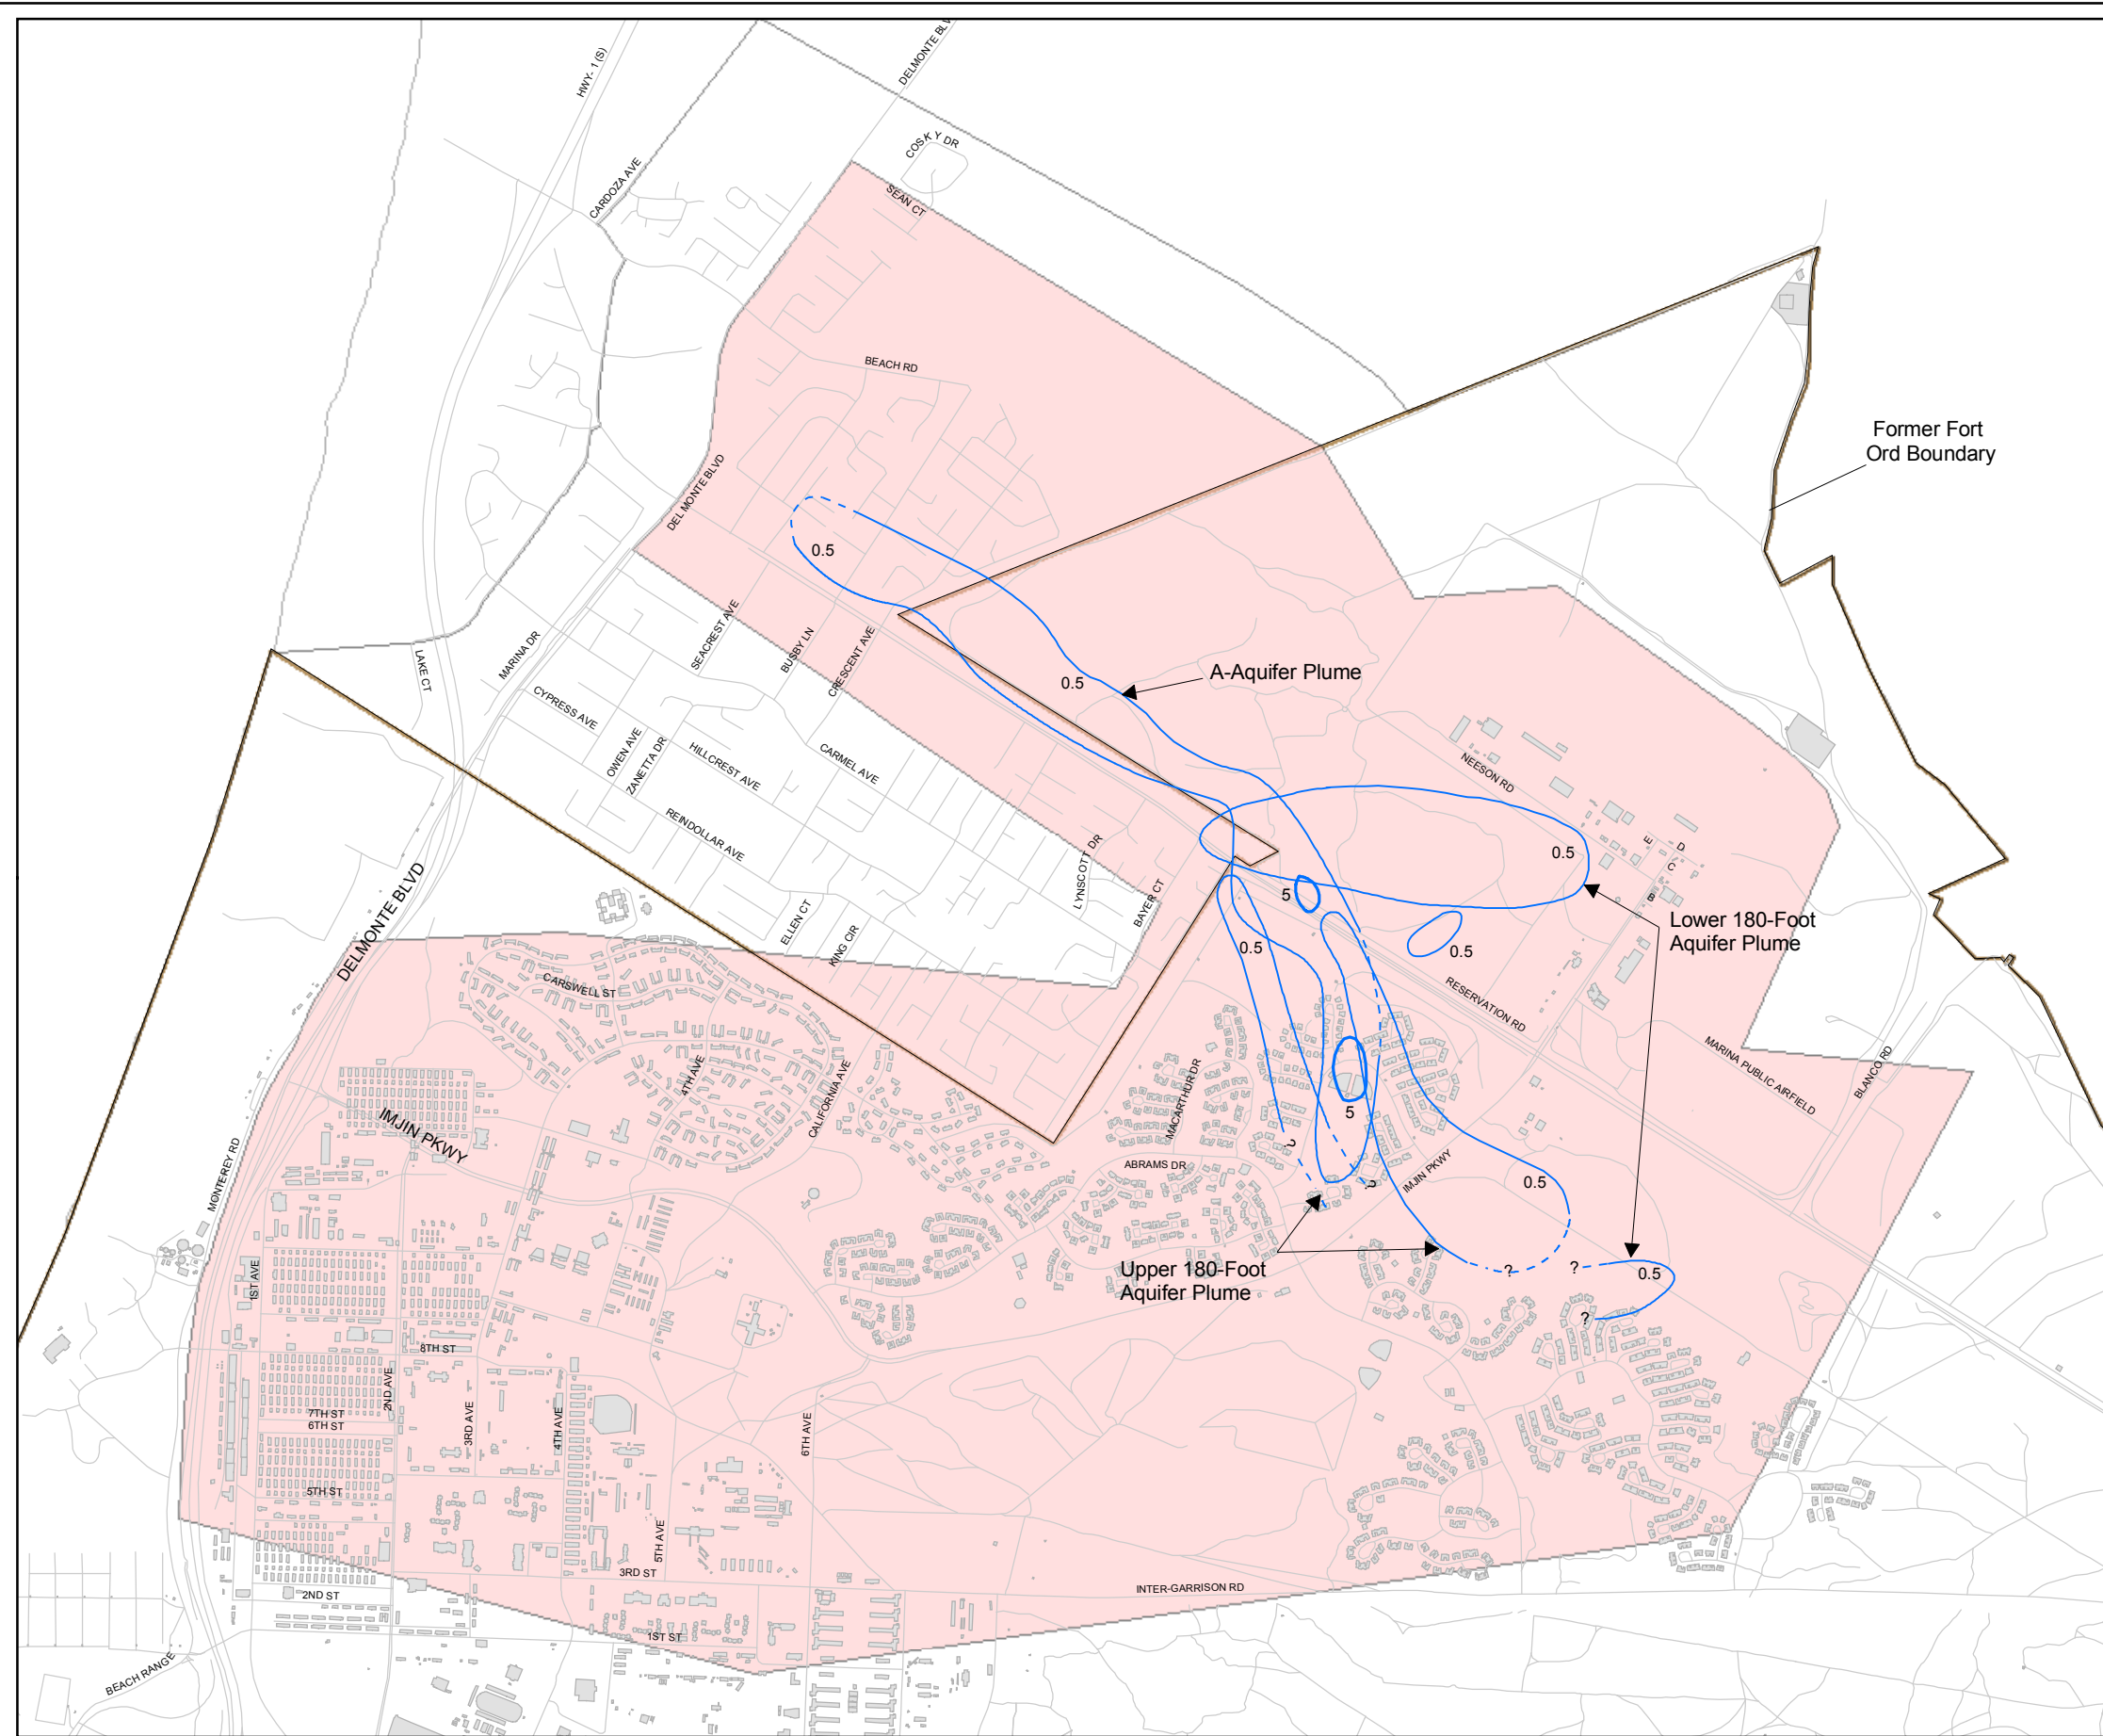 DELMONTE BLV
HWY- 1 (S)
COSKY DR
CARDOZA AVE
SEAN CT
BEACH RD
Former Fort
Ord Boundary
DEL MONTE BLVD
0.5
SEACREST AVE
BUSBY LN
CRESCENT AVE
MARINA DR
LAKE CT
0.5
A-Aquifer Plume
CYPRESS AVE
OWEN AVE
ZANETTA DR
HILLCREST AVE
CARMEL AVE
NEESON RD
REINDOLLAR AVE
LYNSCOTT DR
0.5
E
D
C
B
DELMONTE BLVD
BAYER CT
5
ELLEN CT
KING CIR
0.5
0.5
Lower 180-Foot
Aquifer Plume
CARSWELL ST
RESERVATION RD
4TH AVE
CALIFORNIA AVE
MACARTHUR DR
MARINA PUBLIC AIRFIELD
BLANCO RD
5
IMJIN PKWY
MONTEREY RD
?
ABRAMS DR
IMJIN PKWY
?
0.5
1ST AVE
Upper 180-Foot
Aquifer Plume
?
?
0.5
?
8TH ST
2ND AVE
7TH ST
6TH ST
3RD AVE
4TH AVE
6TH AVE
5TH ST
5TH AVE
3RD ST
INTER-GARRISON RD
2ND ST
1ST ST
BEACH RANGE